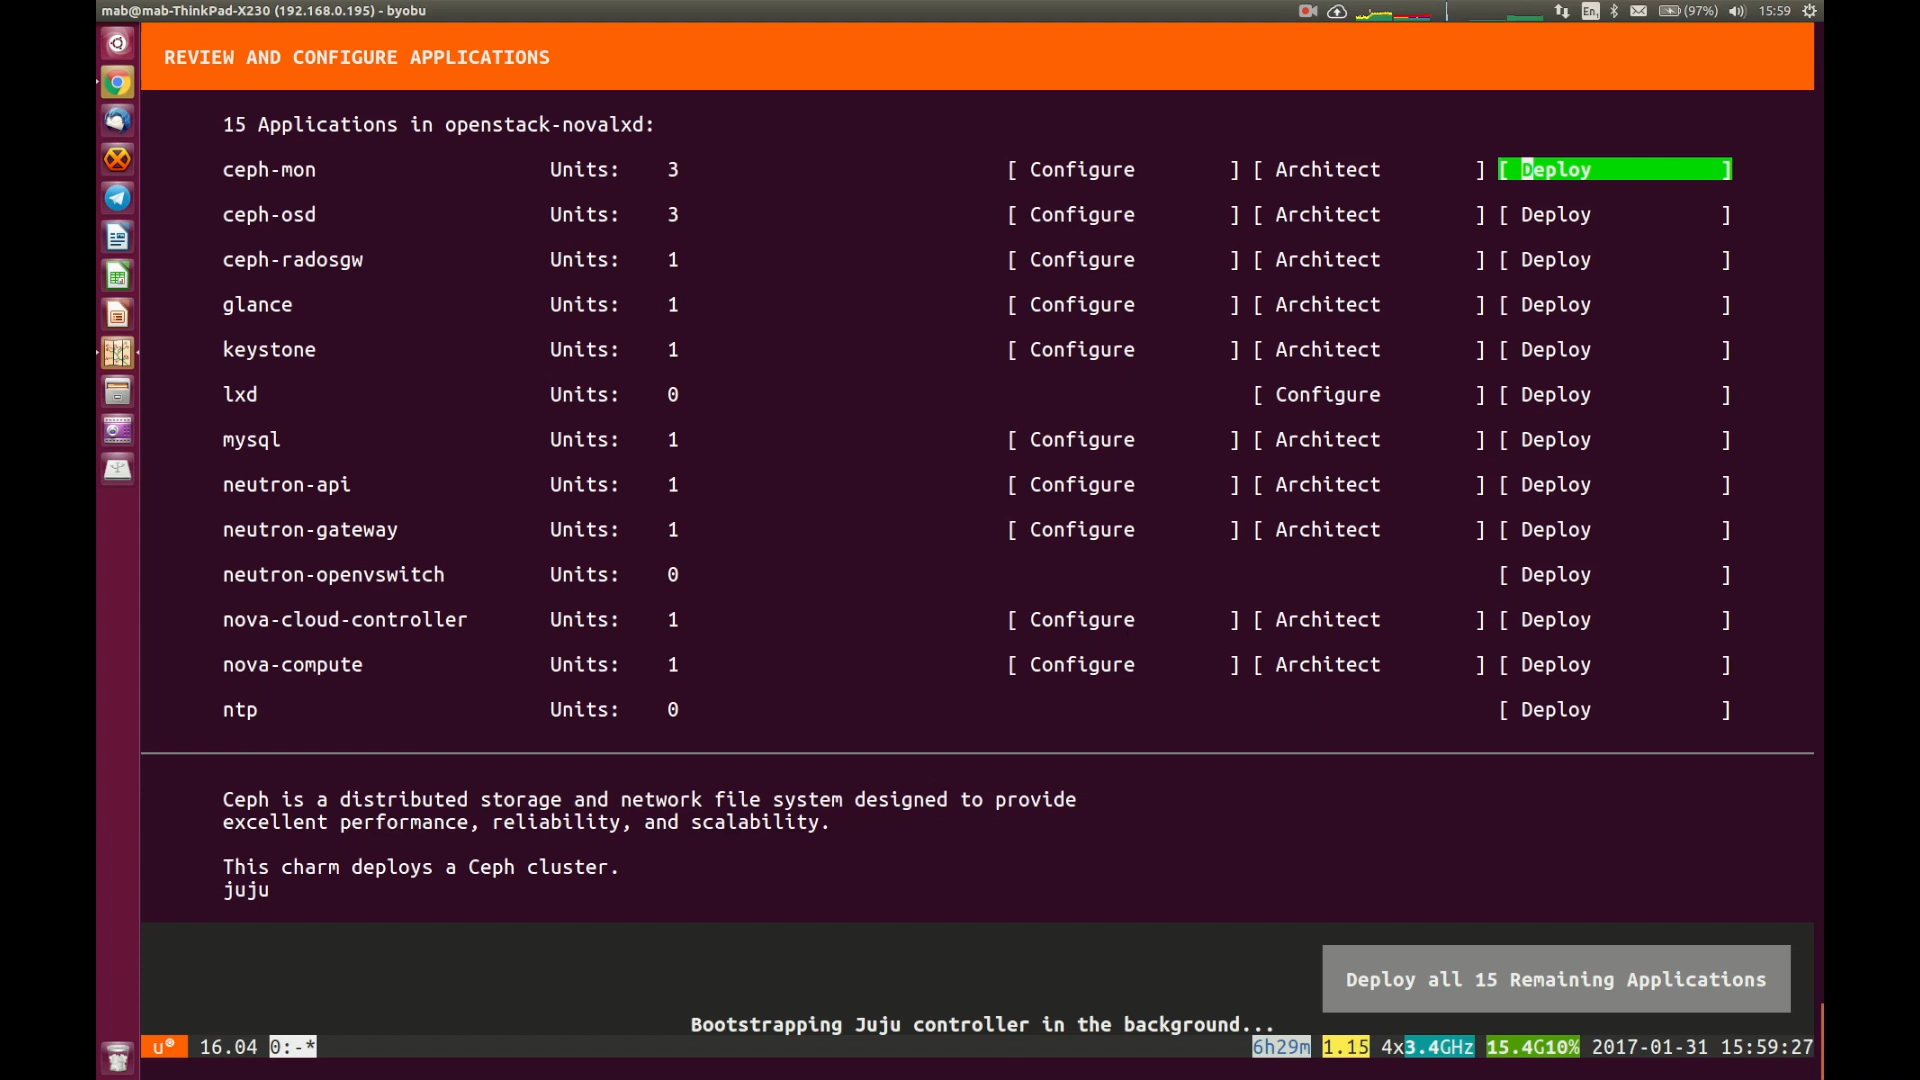 mab@mab-ThinkPad-X230 (192.168.0.195) - byobu En1 (97%) 15:59
REVIEW AND CONFIGURE APPLICATIONS
15 Applications in openstack-novalxd:
ceph-mon Units: 3 [ Configure ] [ Architect ] [ Deploy ]
ceph-osd Units: 3 [ Configure ] [ Architect ] [ Deploy ]
ceph-radosgw Units: 1 [ Configure ] [ Architect ] [ Deploy ]
glance Units: 1 [ Configure ] [ Architect ] [ Deploy ]
keystone Units: 1 [ Configure ] [ Architect ] [ Deploy ]
lxd Units: 0 [ Configure ] [ Deploy ]
mysql Units: 1 [ Configure ] [ Architect ] [ Deploy ]
neutron-api Units: 1 [ Configure ] [ Architect ] [ Deploy ]
neutron-gateway Units: 1 [ Configure ] [ Architect ] [ Deploy ]
neutron-openvswitch Units: 0 [ Deploy ]
nova-cloud-controller Units: 1 [ Configure ] [ Architect ] [ Deploy ]
nova-compute Units: 1 [ Configure ] [ Architect ] [ Deploy ]
ntp Units: 0 [ Deploy ]
Ceph is a distributed storage and network file system designed to provide
excellent performance, reliability, and scalability.
This charm deploys a Ceph cluster.
juju
Deploy all 15 Remaining Applications
Bootstrapping Juju controller in the background...
u® 16.04 0:-* 6h29m 1.15 4x3.4GHz 15.4G10% 2017-01-31 15:59:27